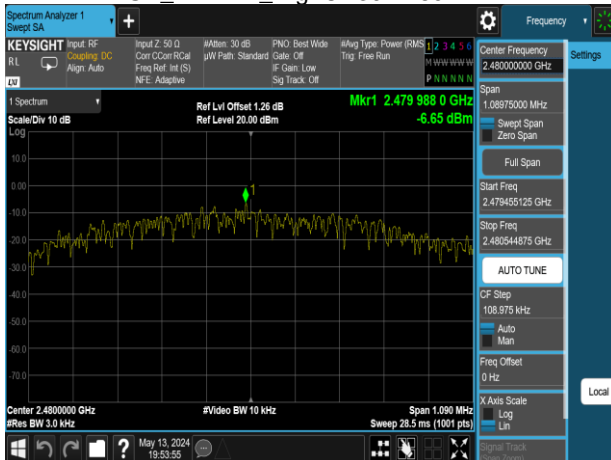 Spectrum Analyzer 1
Swept SA
+
Frequency
KEYSIGHT
RL
LXI
Input: RF
Coupling: DC
Align: Auto
Input Z: 50 Ω
Corr CCorr RCal
Freq Ref: Int (S)
NFE: Adaptive
#Atten: 30 dB
µW Path: Standard
PNO: Best Wide
Gate: Off
IF Gain: Low
Sig Track: Off
#Avg Type: Power (RMS
Trig: Free Run
1 2 3 4 5 6
M W W W W W
P N N N N N
1 Spectrum
Scale/Div 10 dB
Log
Ref Lvl Offset 1.26 dB
Ref Level 20.00 dBm
Mkr1 2.479 988 0 GHz
-6.65 dBm
10.0
0.00
-10.0
-20.0
-30.0
-40.0
-50.0
-60.0
-70.0
1
Center 2.4800000 GHz
#Res BW 3.0 kHz
#Video BW 10 kHz
Span 1.090 MHz
Sweep 28.5 ms (1001 pts)
?
May 13, 2024
19:53:55
Center Frequency
2.480000000 GHz
Span
1.08975000 MHz
Swept Span
Zero Span
Full Span
Start Freq
2.479455125 GHz
Stop Freq
2.480544875 GHz
AUTO TUNE
CF Step
108.975 kHz
Auto
Man
Freq Offset
0 Hz
X Axis Scale
Log
Lin
Signal Track
(Span Zoom)
Settings
Local